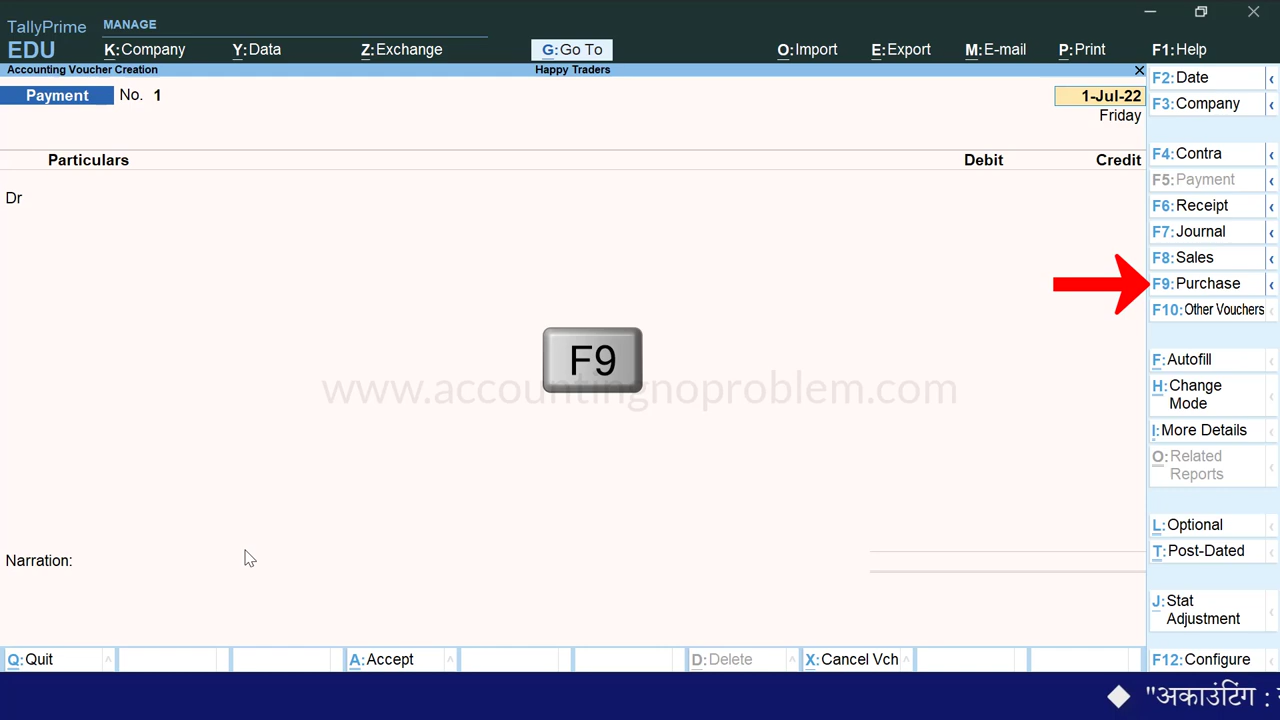 TallyPrime
EDU
MANAGE
K:Company
Y:Data
Z:Exchange
G:Go To
O:Import
E:Export
M:E-mail
P:Print
F1:Help
Accounting Voucher Creation
Happy Traders
Payment
No. 1
1-Jul-22
Friday
Particulars
Debit
Credit
Dr
F9
www.accountingnoproblem.com
Narration:
F2:Date
F3:Company
F4:Contra
F5:Payment
F6:Receipt
F7:Journal
F8:Sales
F9:Purchase
F10:Other Vouchers
F:Autofill
H:Change
Mode
I:More Details
O:Related
Reports
L:Optional
T:Post-Dated
J:Stat
Adjustment
F12:Configure
Q:Quit
A:Accept
D:Delete
X:Cancel Vch
"अकाउंटिंग :